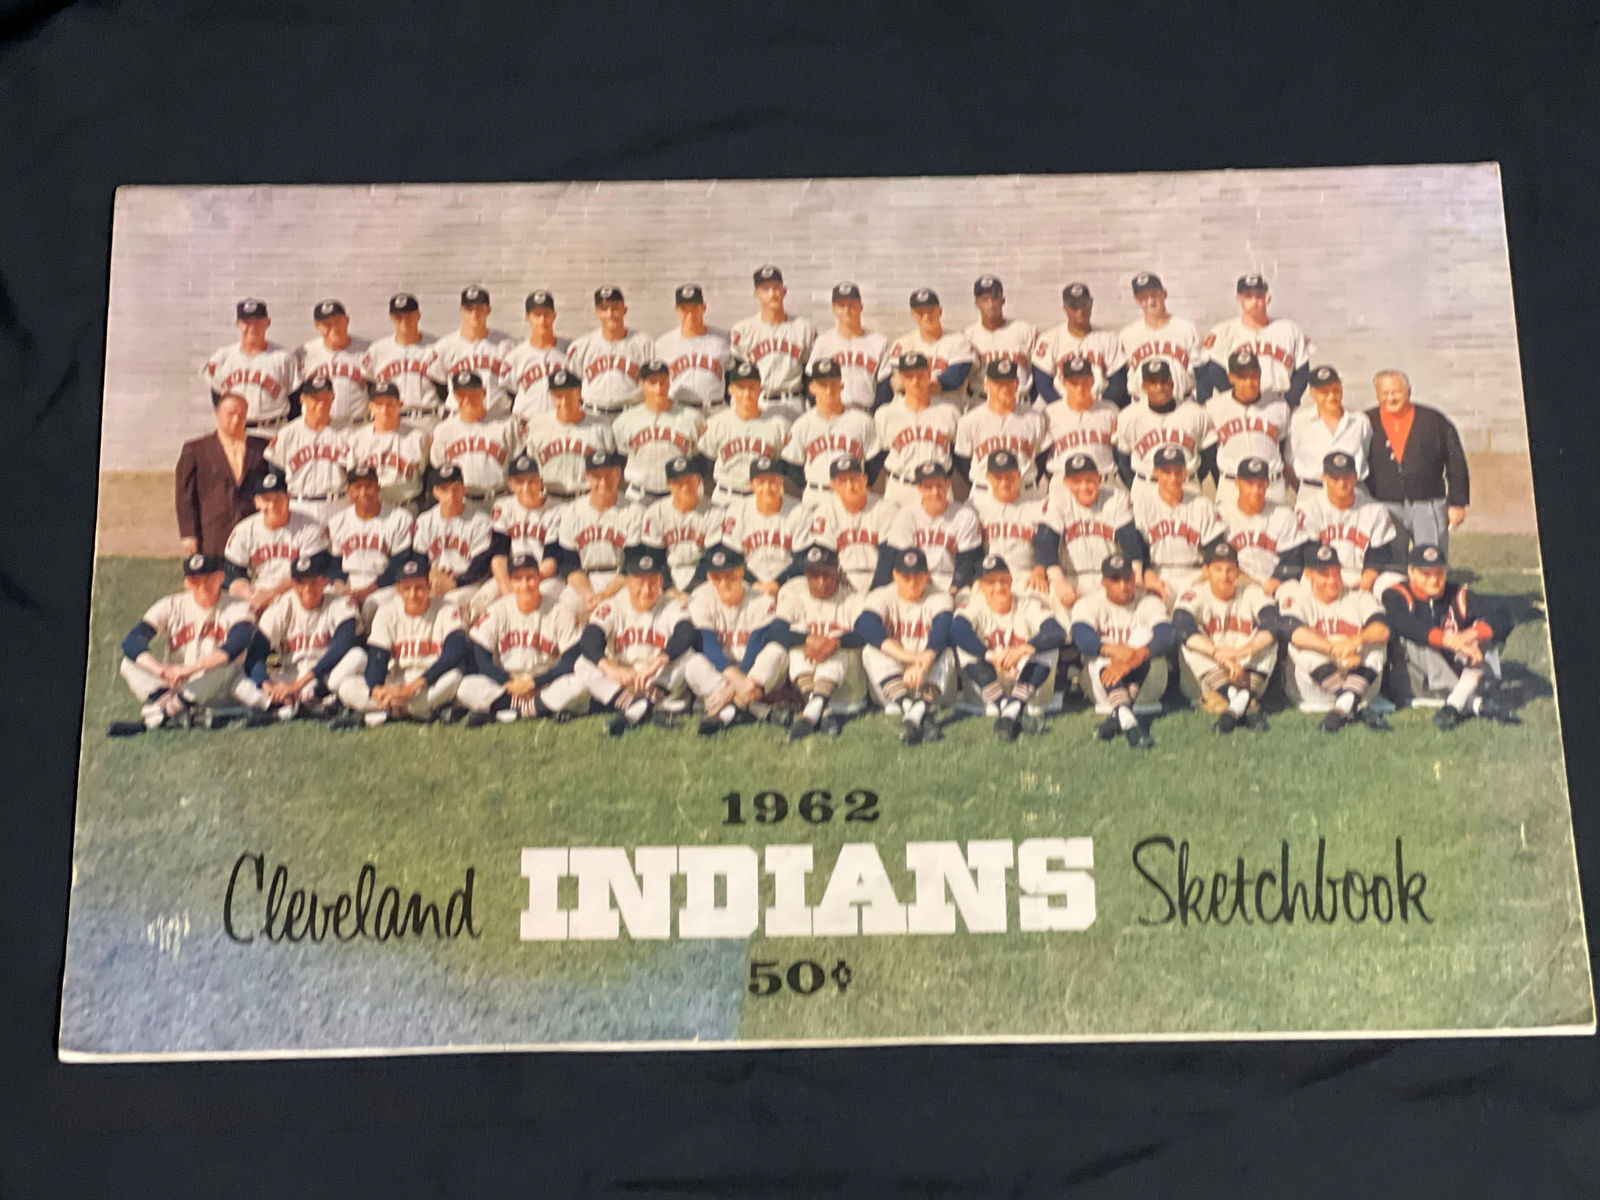 1962
Cleveland INDIANS Sketchbook
50¢